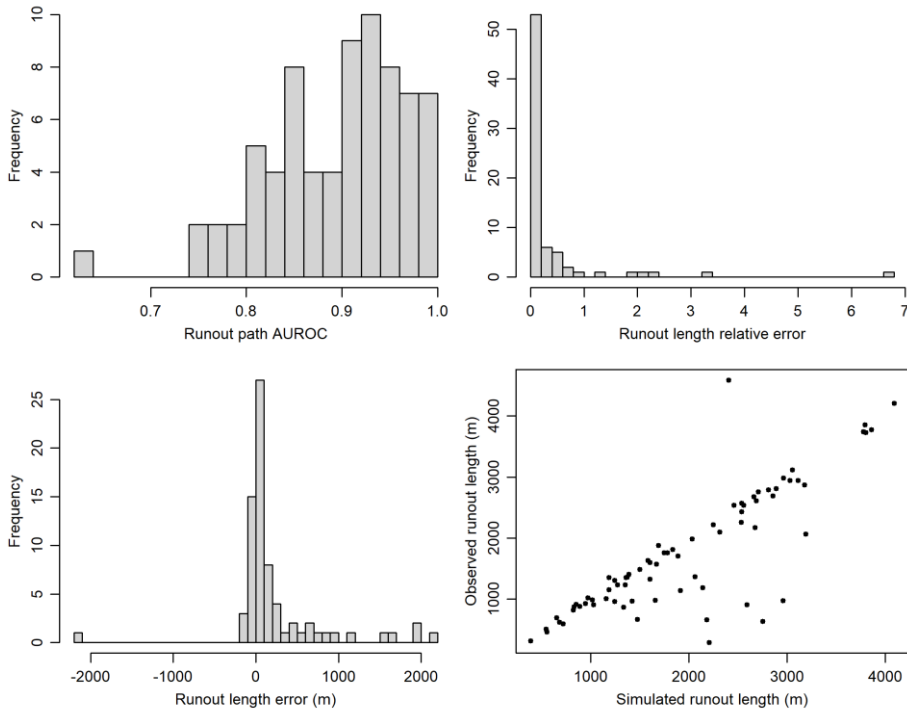 Frequency
0 2 4 6 8 10
0.7 0.8 0.9 1.0
Runout path AUROC
Frequency
0 10 20 30 40 50
0 1 2 3 4 5 6 7
Runout length relative error
Frequency
0 5 10 15 20 25
-2000 -1000 0 1000 2000
Runout length error (m)
Observed runout length (m)
1000 2000 3000 4000
1000 2000 3000 4000
Simulated runout length (m)